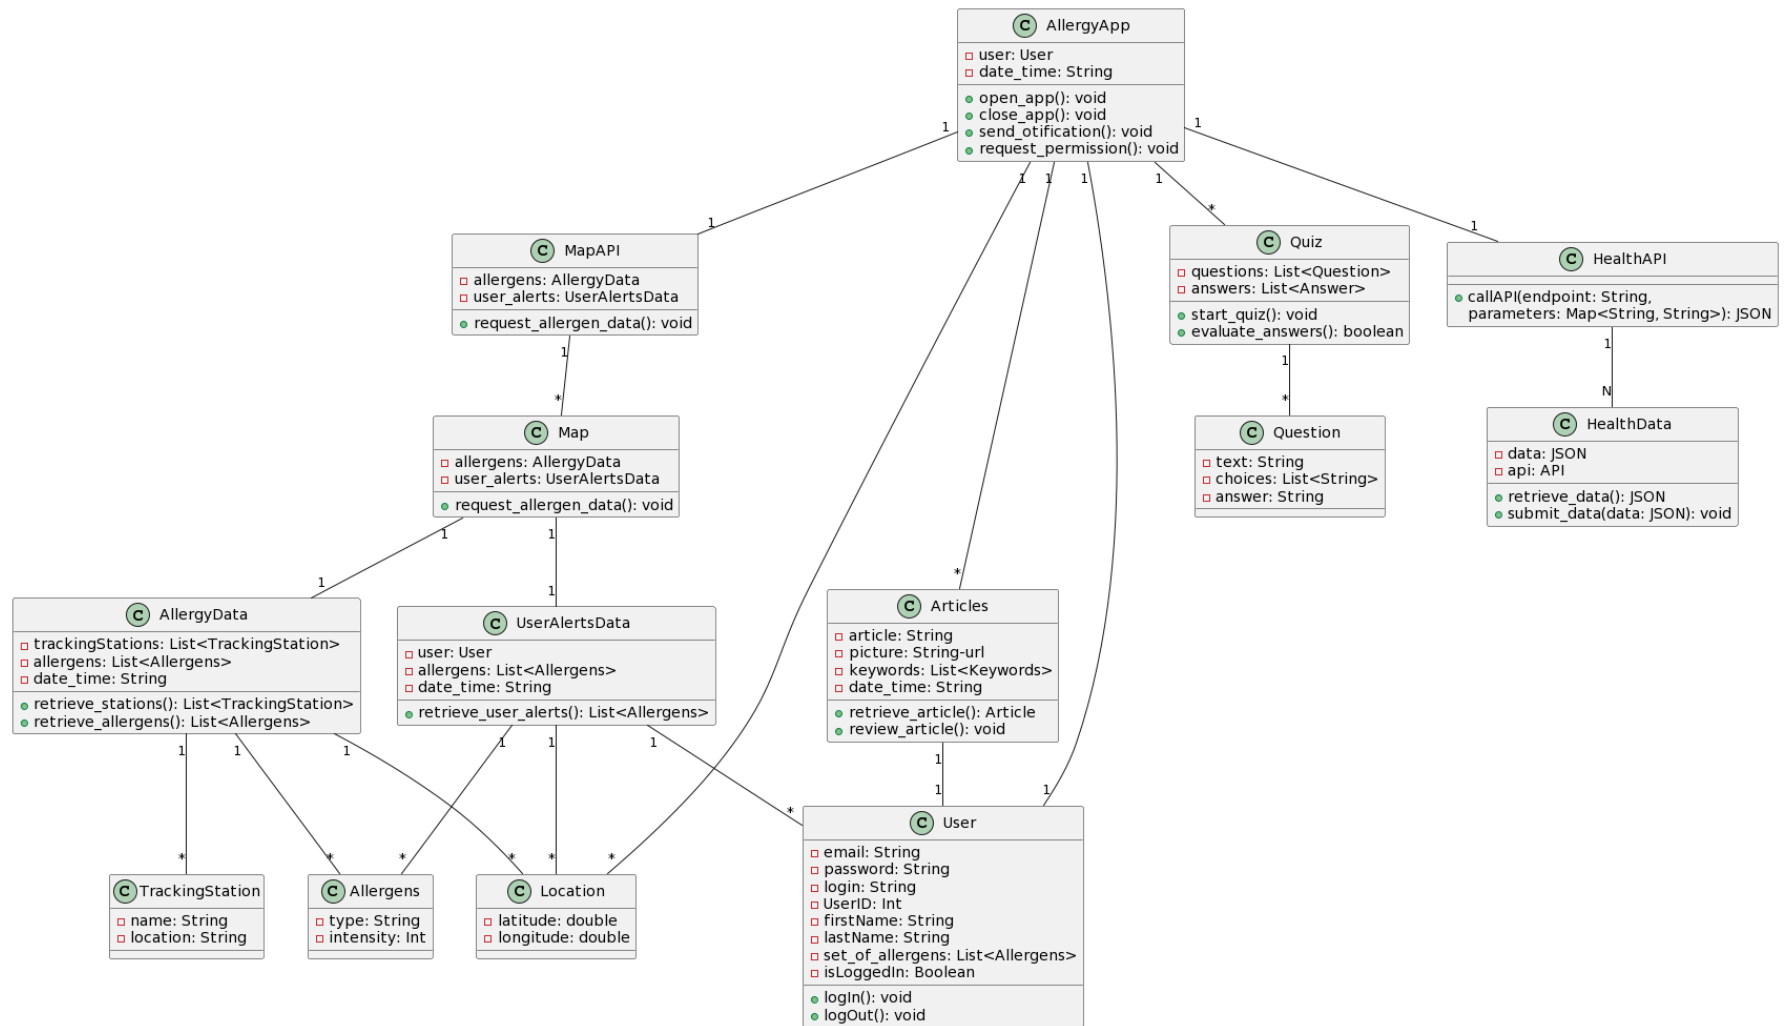 C AllergyApp
user: User
date_time: String
open_app(): void
close_app(): void
send_otification(): void
request_permission(): void
1
1
1
1
1
1
1
1
*
1
C MapAPI
allergens: AllergyData
user_alerts: UserAlertsData
request_allergen_data(): void
C Quiz
questions: List<Question>
answers: List<Answer>
start_quiz(): void
evaluate_answers(): boolean
C HealthAPI
callAPI(endpoint: String,
parameters: Map<String, String>): JSON
1
*
1
*
1
N
C Map
allergens: AllergyData
user_alerts: UserAlertsData
request_allergen_data(): void
C Question
text: String
choices: List<String>
answer: String
C HealthData
data: JSON
api: API
retrieve_data(): JSON
submit_data(data: JSON): void
1
1
1
1
*
C AllergyData
trackingStations: List<TrackingStation>
allergens: List<Allergens>
date_time: String
retrieve_stations(): List<TrackingStation>
retrieve_allergens(): List<Allergens>
C UserAlertsData
user: User
allergens: List<Allergens>
date_time: String
retrieve_user_alerts(): List<Allergens>
C Articles
article: String
picture: String-url
keywords: List<Keywords>
date_time: String
retrieve_article(): Article
review_article(): void
1
1
1
1
1
1
1
1
1
*
*
*
*
*
*
*
C TrackingStation
name: String
location: String
C Allergens
type: String
intensity: Int
C Location
latitude: double
longitude: double
C User
email: String
password: String
login: String
UserID: Int
firstName: String
lastName: String
set_of_allergens: List<Allergens>
isLoggedIn: Boolean
logIn(): void
logOut(): void